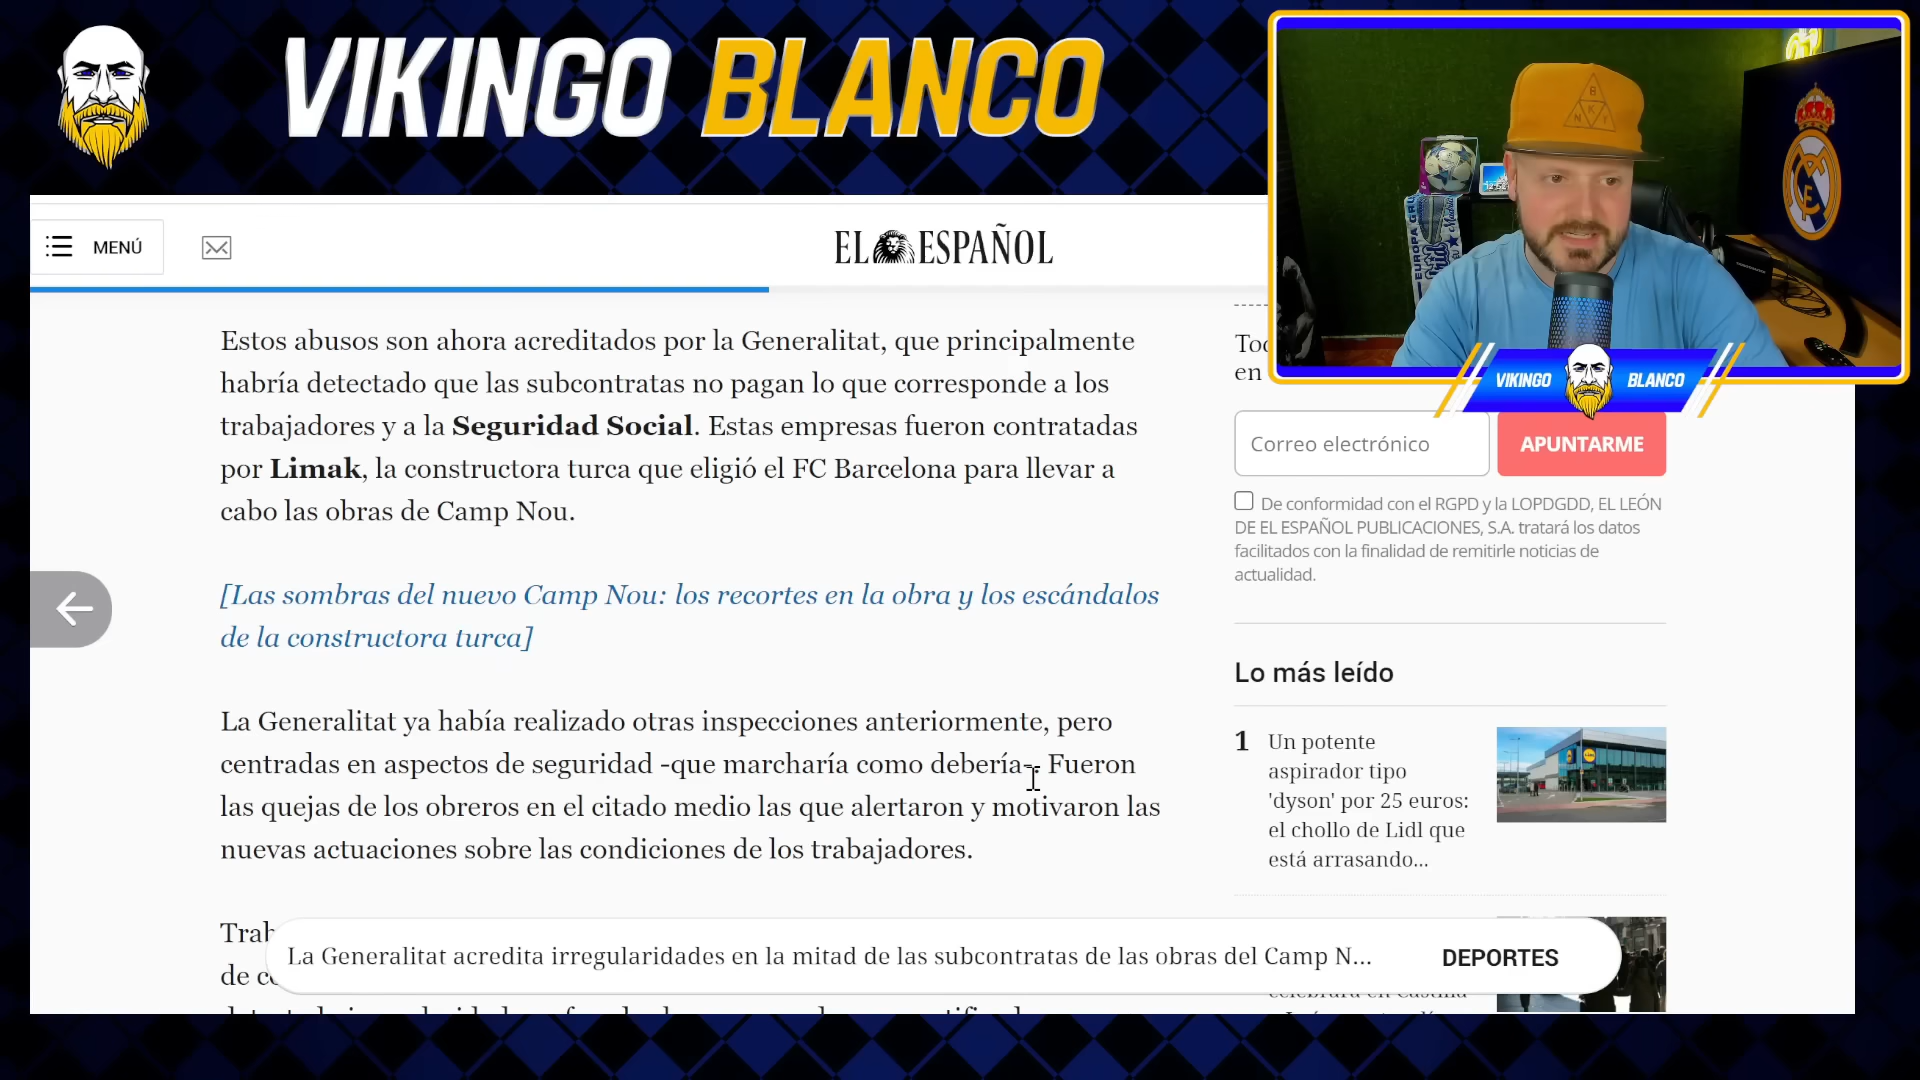 VIKINGO BLANCO
B
N K Y
EUROPA GRU
Madrid
MENÚ
EL ESPAÑOL
VIKINGO BLANCO
Estos abusos son ahora acreditados por la Generalitat, que principalmente
habría detectado que las subcontratas no pagan lo que corresponde a los
trabajadores y a la Seguridad Social. Estas empresas fueron contratadas
por Limak, la constructora turca que eligió el FC Barcelona para llevar a
cabo las obras de Camp Nou.
[Las sombras del nuevo Camp Nou: los recortes en la obra y los escándalos
de la constructora turca]
La Generalitat ya había realizado otras inspecciones anteriormente, pero
centradas en aspectos de seguridad -que marcharía como debería-. Fueron
las quejas de los obreros en el citado medio las que alertaron y motivaron las
nuevas actuaciones sobre las condiciones de los trabajadores.
La Generalitat acredita irregularidades en la mitad de las subcontratas de las obras del Camp N...
DEPORTES
en
Correo electrónico
APUNTARME
De conformidad con el RGPD y la LOPDGDD, EL LEÓN
DE EL ESPAÑOL PUBLICACIONES, S.A. tratará los datos
facilitados con la finalidad de remitirle noticias de
actualidad.
Lo más leído
1 Un potente
aspirador tipo
'dyson' por 25 euros:
el chollo de Lidl que
está arrasando...